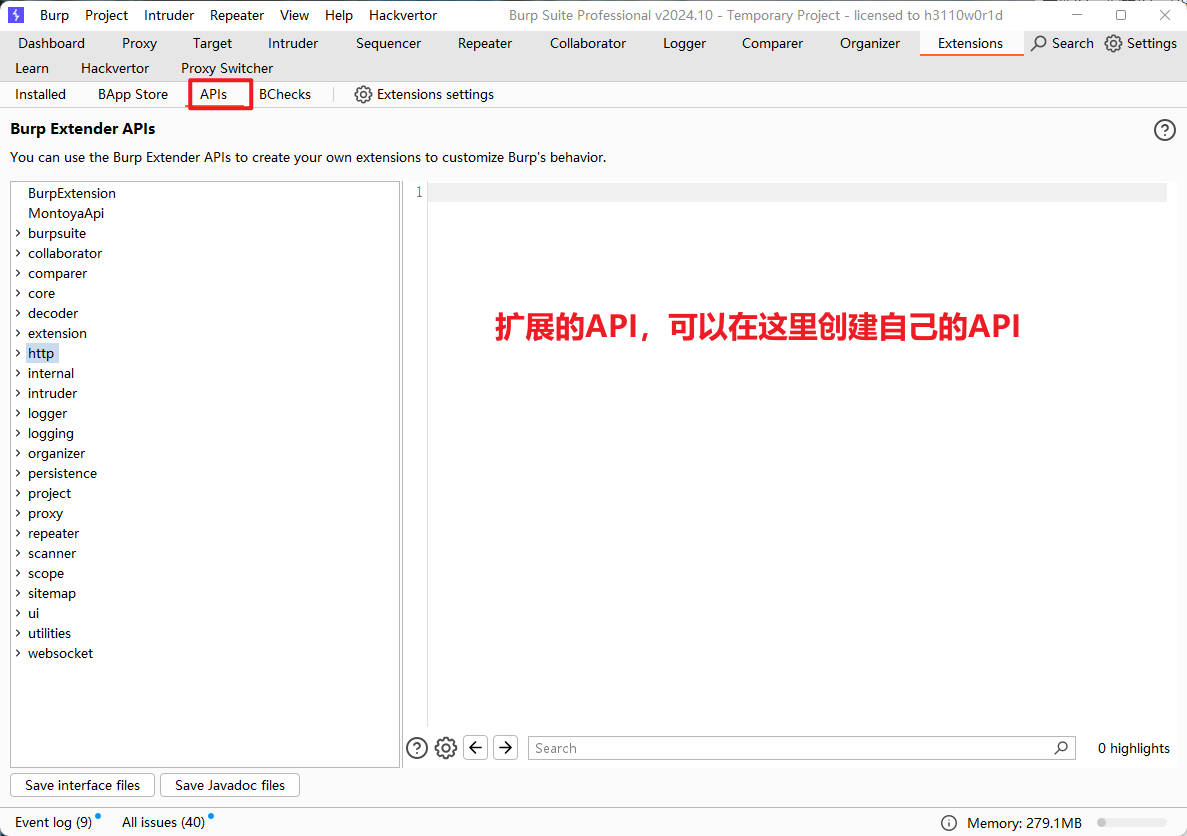 Burp Project Intruder Repeater View Help Hackvertor Burp Suite Professional v2024.10 - Temporary Project - licensed to h3110w0r1d
Dashboard Proxy Target Intruder Sequencer Repeater Collaborator Logger Comparer Organizer Extensions Search Settings
Learn Hackvertor Proxy Switcher
Installed BApp Store APIs BChecks Extensions settings
Burp Extender APIs
You can use the Burp Extender APIs to create your own extensions to customize Burp's behavior.
BurpExtension
MontoyaApi
burpsuite
collaborator
comparer
core
decoder
extension
http
internal
intruder
logger
logging
organizer
persistence
project
proxy
repeater
scanner
scope
sitemap
ui
utilities
websocket
1
扩展的API，可以在这里创建自己的API
Search
0 highlights
Save interface files Save Javadoc files
Event log (9) All issues (40) Memory: 279.1MB